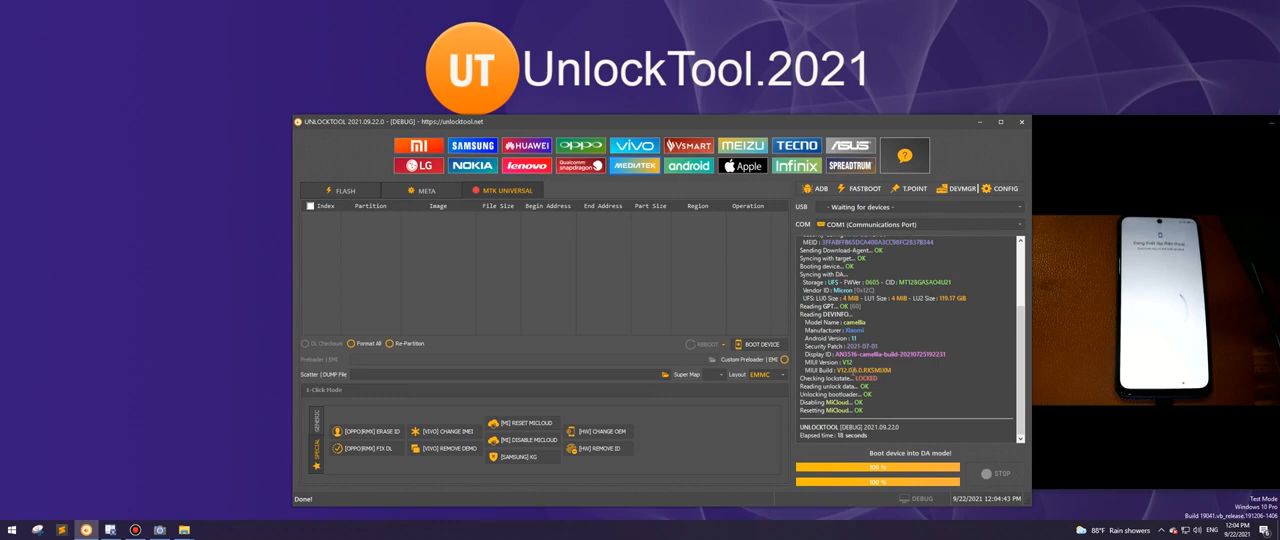 UT UnlockTool.2021
UNLOCKTOOL 2021.09.22.0 - [DEBUG] - https://unlocktool.net
MI SAMSUNG HUAWEI OPPO VIVO VSMART MEIZU TECNO ASUS
LG NOKIA lenovo Qualcomm snapdragon MEDIATEK android Apple Infinix SPREADTRUM
FLASH META MTK UNIVERSAL
ADB FASTBOOT T.POINT DEVMGR CONFIG
Index Partition Image File Size Begin Address End Address Part Size Region Operation
USB - Waiting for devices -
COM COM1 (Communications Port)
MEID : 3FFABFFB65DCA400A3CC98FC2B37B344
Sending Download-Agent... OK
Syncing with target... OK
Booting device... OK
Syncing with DA...
Storage : UFS - FWVer : 0605 - CID : MT128GASAO4U21
Vendor ID : Micron [0x12C]
UFS: LU0 Size : 4 MiB - LU1 Size : 4 MiB - LU2 Size : 119.17 GiB
Reading GPT... OK [60]
Reading DEVINFO...
Model Name : camellia
Manufacturer : Xiaomi
Android Version : 11
Security Patch : 2021-07-01
Display ID : AN3516-camellia-build-20210725192231
MIUI Version : V12
MIUI Build : V12.0.6.0.RKSMIXM
Checking lockstate... LOCKED
Reading unlock data... OK
Unlocking bootloader... OK
Disabling MiCloud... OK
Resetting MiCloud... OK
UNLOCKTOOL [DEBUG] 2021.09.22.0
Elapsed time : 18 seconds
DL Checksum Format All Re-Partition REBOOT BOOT DEVICE
Preloader | EMI Custom Preloader | EMI
Scatter | DUMP File Super Map Layout EMMC
1-Click Mode
GENERIC
SPECIAL
[OPPO|RMX] ERASE ID [VIVO] CHANGE IMEI [MI] RESET MICLOUD [HW] CHANGE OEM
[MI] DISABLE MICLOUD
[OPPO|RMX] FIX DL [VIVO] REMOVE DEMO [SAMSUNG] KG [HW] REMOVE ID
Boot device into DA mode!
100 %
100 %
STOP
Done! DEBUG 9/22/2021 12:04:43 PM
Test Mode
Windows 10 Pro
Build 19041.vb_release.191206-1406
88°F Rain showers ENG 12:04 PM
9/22/2021